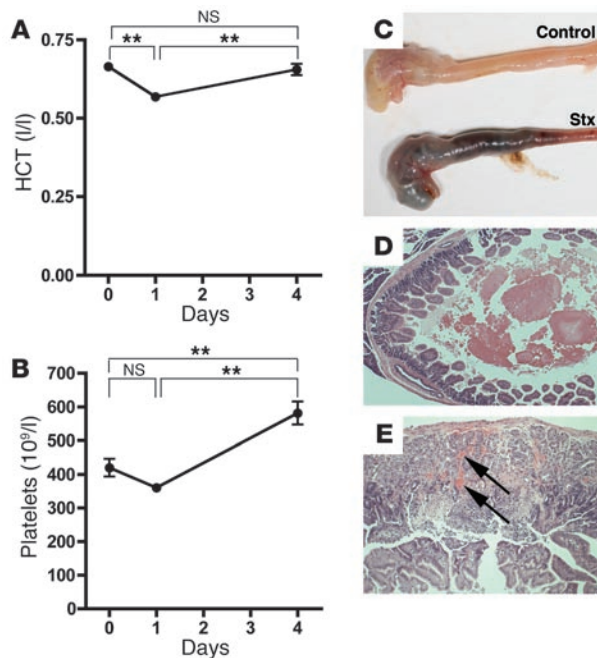 A
NS
**
**
HCT (l/l)
0.75
0.50
0.25
0.00
0
1
2
3
4
Days
B
**
NS
**
Platelets (10⁹/l)
700
600
500
400
300
200
100
0
0
1
2
3
4
Days
C
Control
Stx
D
E